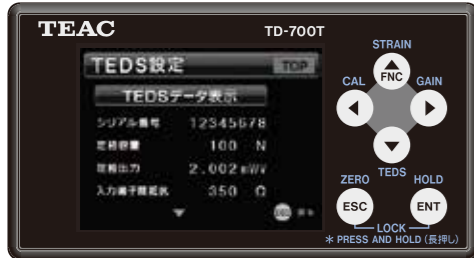 TEAC
TD-700T
TEDS設定 TOP
TEDSデータ表示
シリアル番号 12345678
定格容量 100 N
定格出力 2.002 mV/V
入力端子間抵抗 350 Ω
ESC 戻る
STRAIN
FNC
CAL GAIN
TEDS
ZERO HOLD
ESC ENT
LOCK
* PRESS AND HOLD (長押し)